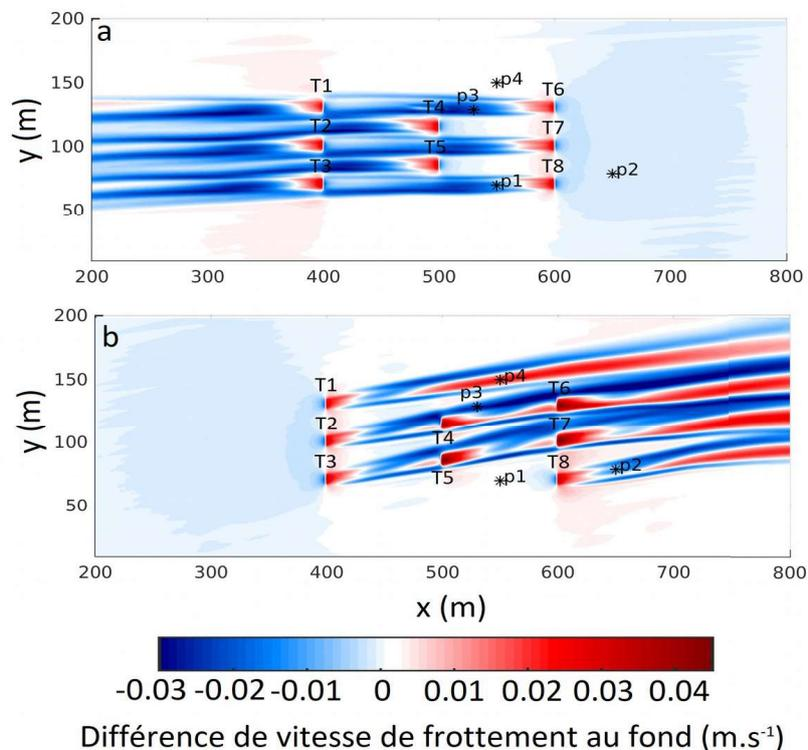 a
200
150
100
50
y (m)
T1
T2
T3
T4
T5
T6
T7
T8
*p4
p3
*
*p1
*p2
200 300 400 500 600 700 800
b
200
150
100
50
y (m)
T1
T2
T3
T4
T5
T6
T7
T8
*p4
p3
*
*p1
*p2
200 300 400 500 600 700 800
x (m)
-0.03 -0.02 -0.01 0 0.01 0.02 0.03 0.04
Différence de vitesse de frottement au fond (m.s⁻¹)